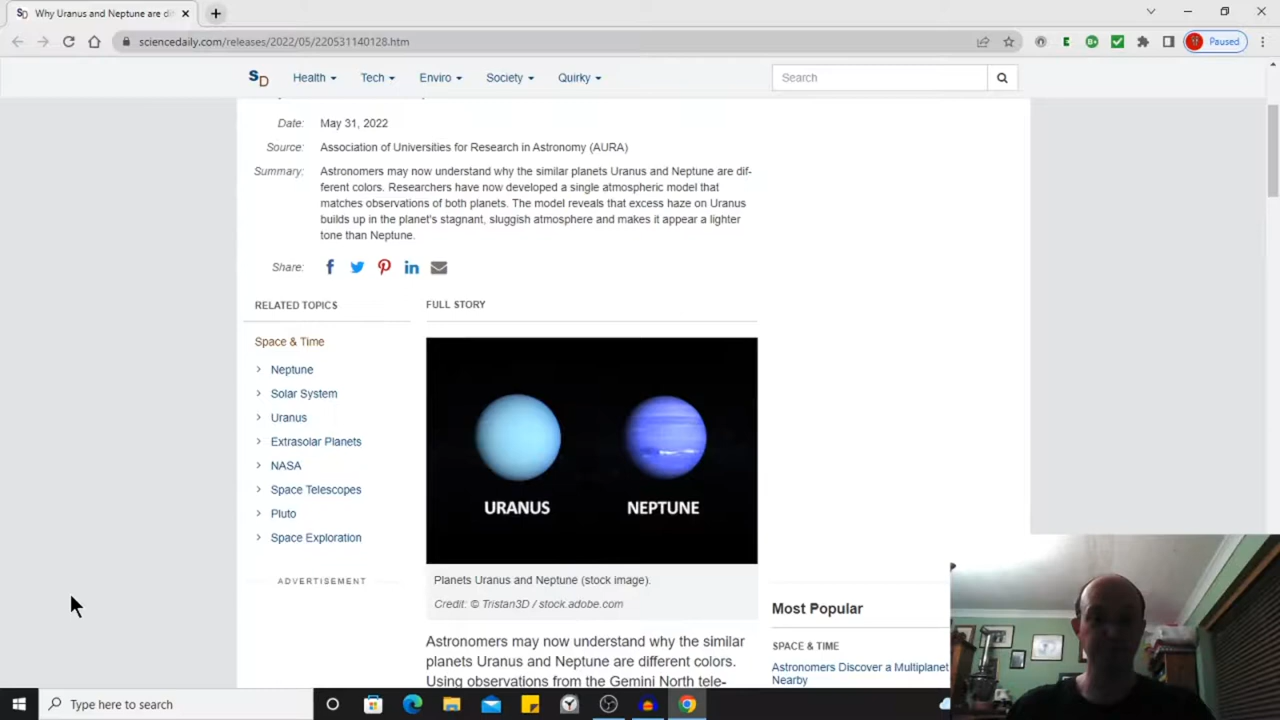 Why Uranus and Neptune are di
sciencedaily.com/releases/2022/05/220531140128.htm
Paused
SD
Health
Tech
Enviro
Society
Quirky
Search
Date: May 31, 2022
Source: Association of Universities for Research in Astronomy (AURA)
Summary: Astronomers may now understand why the similar planets Uranus and Neptune are dif-
ferent colors. Researchers have now developed a single atmospheric model that
matches observations of both planets. The model reveals that excess haze on Uranus
builds up in the planet's stagnant, sluggish atmosphere and makes it appear a lighter
tone than Neptune.
Share:
RELATED TOPICS
Space & Time
Neptune
Solar System
Uranus
Extrasolar Planets
NASA
Space Telescopes
Pluto
Space Exploration
ADVERTISEMENT
FULL STORY
URANUS NEPTUNE
Planets Uranus and Neptune (stock image).
Credit: © Tristan3D / stock.adobe.com
Astronomers may now understand why the similar
planets Uranus and Neptune are different colors.
Using observations from the Gemini North tele-
Most Popular
SPACE & TIME
Astronomers Discover a Multiplanet
Nearby
Type here to search